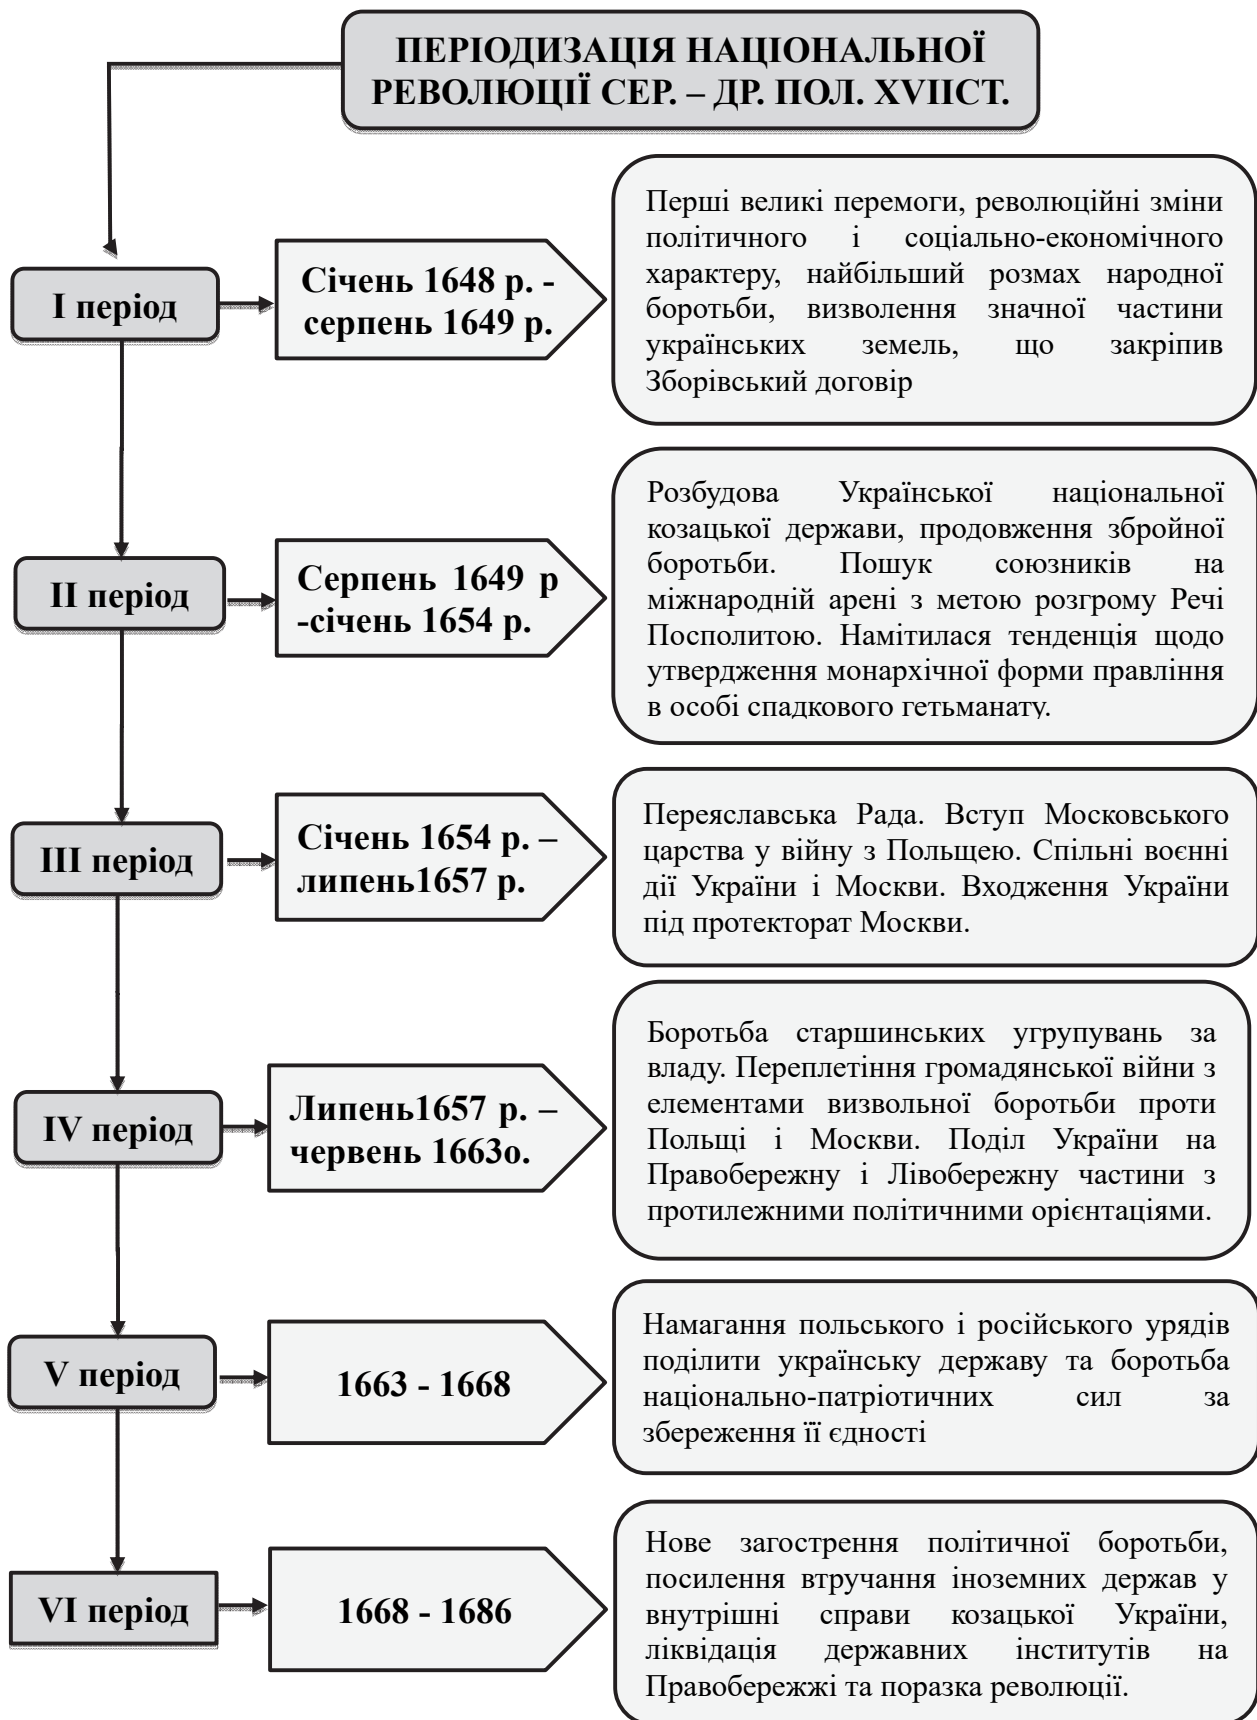 ПЕРІОДИЗАЦІЯ НАЦІОНАЛЬНОЇ
РЕВОЛЮЦІЇ СЕР. – ДР. ПОЛ. XVIIСТ.
І період
Січень 1648 р. -
серпень 1649 р.
Перші великі перемоги, революційні зміни
політичного і соціально-економічного
характеру, найбільший розмах народної
боротьби, визволення значної частини
українських земель, що закріпив
Зборівський договір
ІІ період
Серпень 1649 р
-січень 1654 р.
Розбудова Української національної
козацької держави, продовження збройної
боротьби. Пошук союзників на
міжнародній арені з метою розгрому Речі
Посполитою. Намітилася тенденція щодо
утвердження монархічної форми правління
в особі спадкового гетьманату.
ІІІ період
Січень 1654 р. –
липень1657 р.
Переяславська Рада. Вступ Московського
царства у війну з Польщею. Спільні воєнні
дії України і Москви. Входження України
під протекторат Москви.
IV період
Липень1657 р. –
червень 1663о.
Боротьба старшинських угрупувань за
владу. Переплетіння громадянської війни з
елементами визвольної боротьби проти
Польщі і Москви. Поділ України на
Правобережну і Лівобережну частини з
протилежними політичними орієнтаціями.
V період
1663 - 1668
Намагання польського і російського урядів
поділити українську державу та боротьба
національно-патріотичних сил за
збереження її єдності
VI період
1668 - 1686
Нове загострення політичної боротьби,
посилення втручання іноземних держав у
внутрішні справи козацької України,
ліквідація державних інститутів на
Правобережжі та поразка революції.